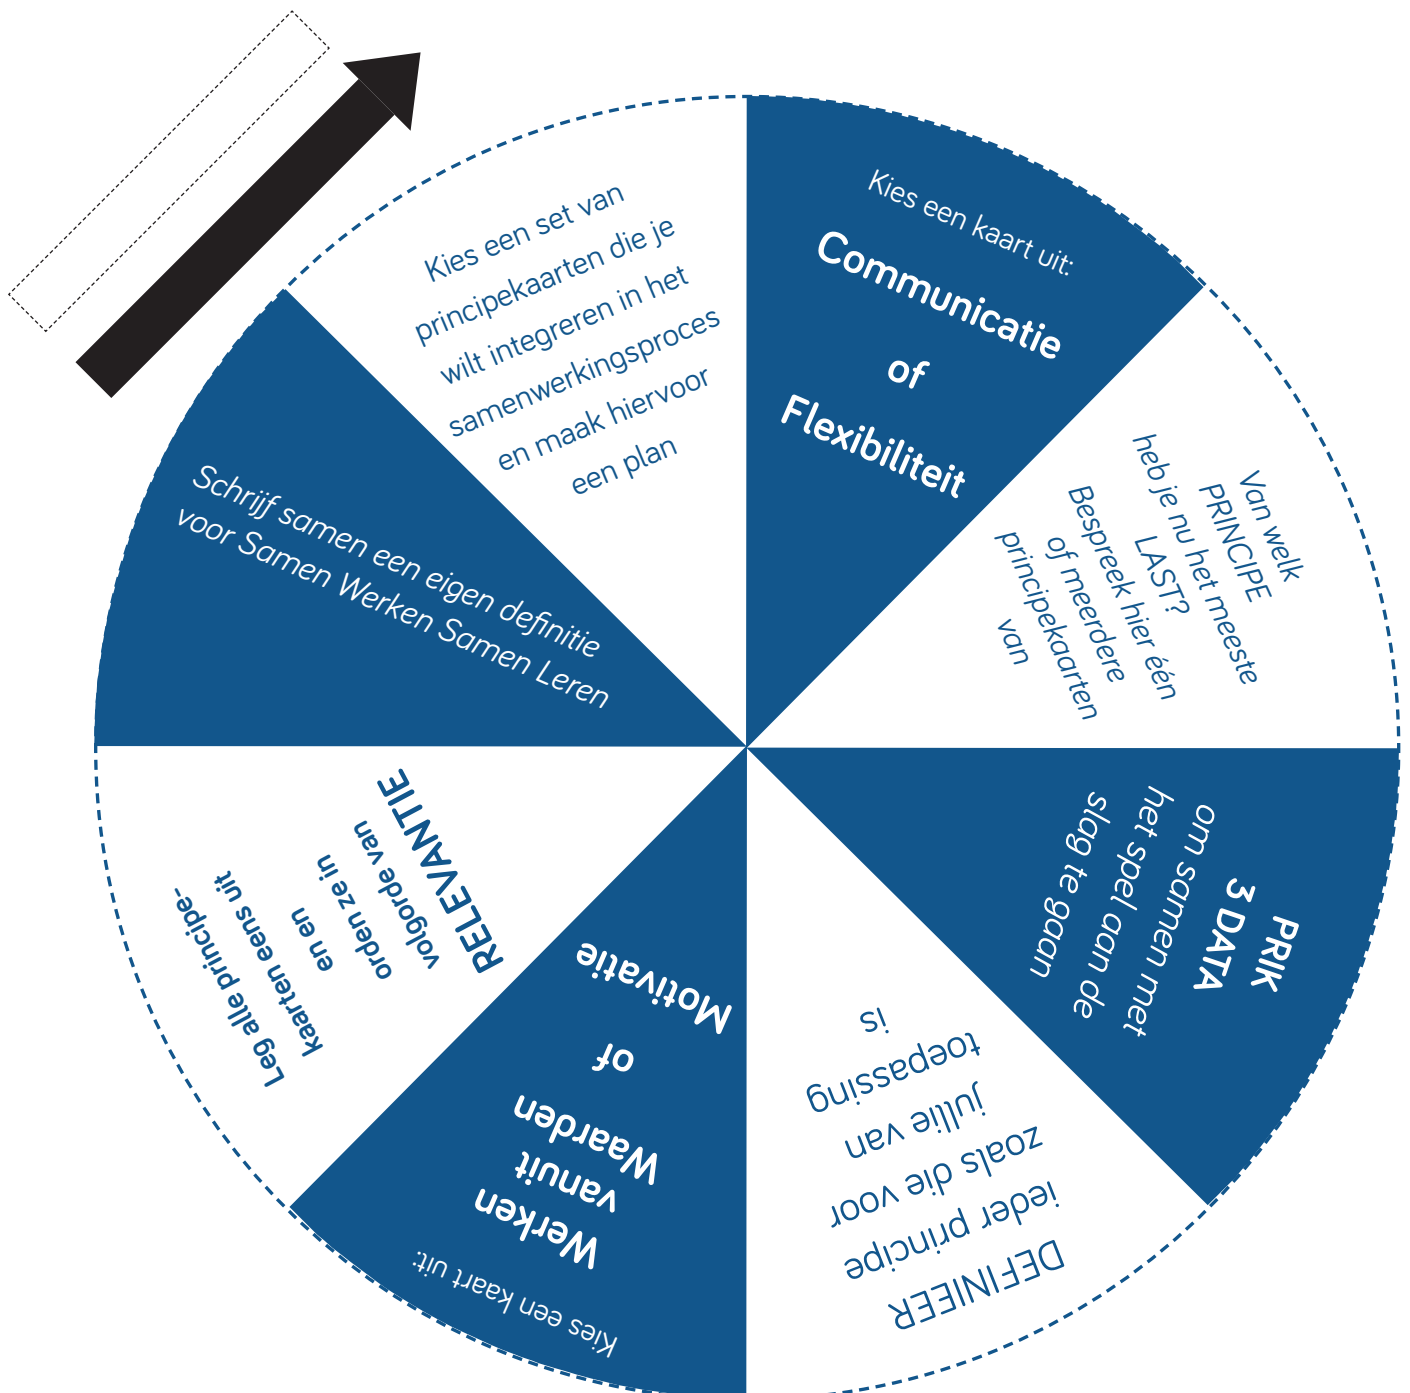 Kies een set van
principekaarten die je
wilt integreren in het
samenwerkingsproces
en maak hiervoor
een plan
Kies een kaart uit:
Communicatie
of
Flexibiliteit
Van welk
PRINCIPE
heb je nu het meeste
LAST?
Bespreek hier één
of meerdere
principekaarten
van
PRIK
3 DATA
om samen met
het spel aan de
slag te gaan
DEFINIEER
ieder principe
zoals die voor
jullie van
toepassing
is
Kies een kaart uit:
Werken
vanuit
Waarden
of
Motivatie
Leg alle principe-
kaarten eens uit
en en
orden ze in
volgorde van
RELEVANTIE
Schrijf samen een eigen definitie
voor Samen Werken Samen Leren